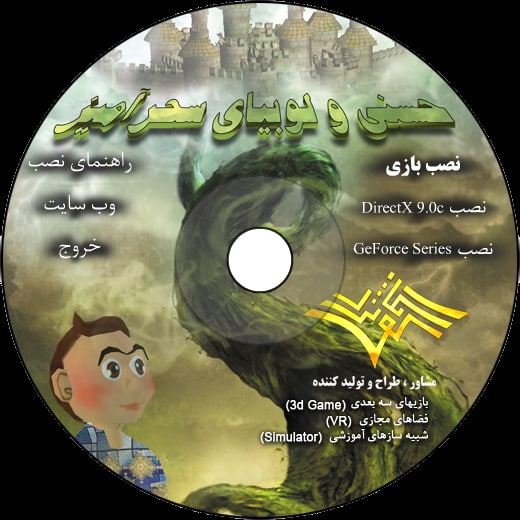 حسنی و لوبیای سحرآمیز
نصب بازی
نصب DirectX 9.0c
نصب GeForce Series
راهنمای نصب
وب سایت
خروج
مشاور، طراح و تولید کننده
بازیهای سه بعدی (3d Game)
فضاهای مجازی (VR)
شبیه سازهای آموزشی (Simulator)